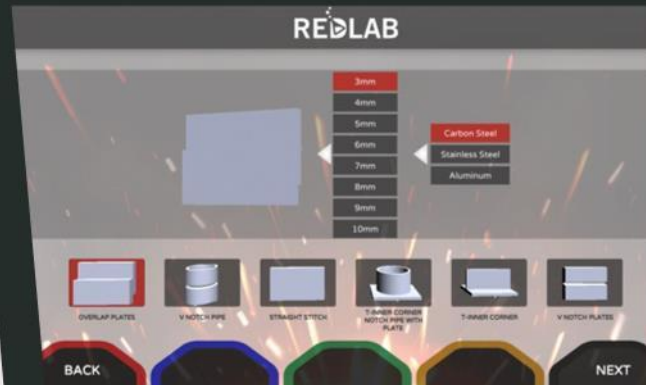 REDLAB
3mm
4mm
5mm
6mm
7mm
8mm
9mm
10mm
Carbon Steel
Stainless Steel
Aluminum
OVERLAP PLATES
V NOTCH PIPE
STRAIGHT STITCH
T-INNER CORNER
NOTCH PIPE WITH
PLATE
T-INNER CORNER
V NOTCH PLATES
BACK
NEXT